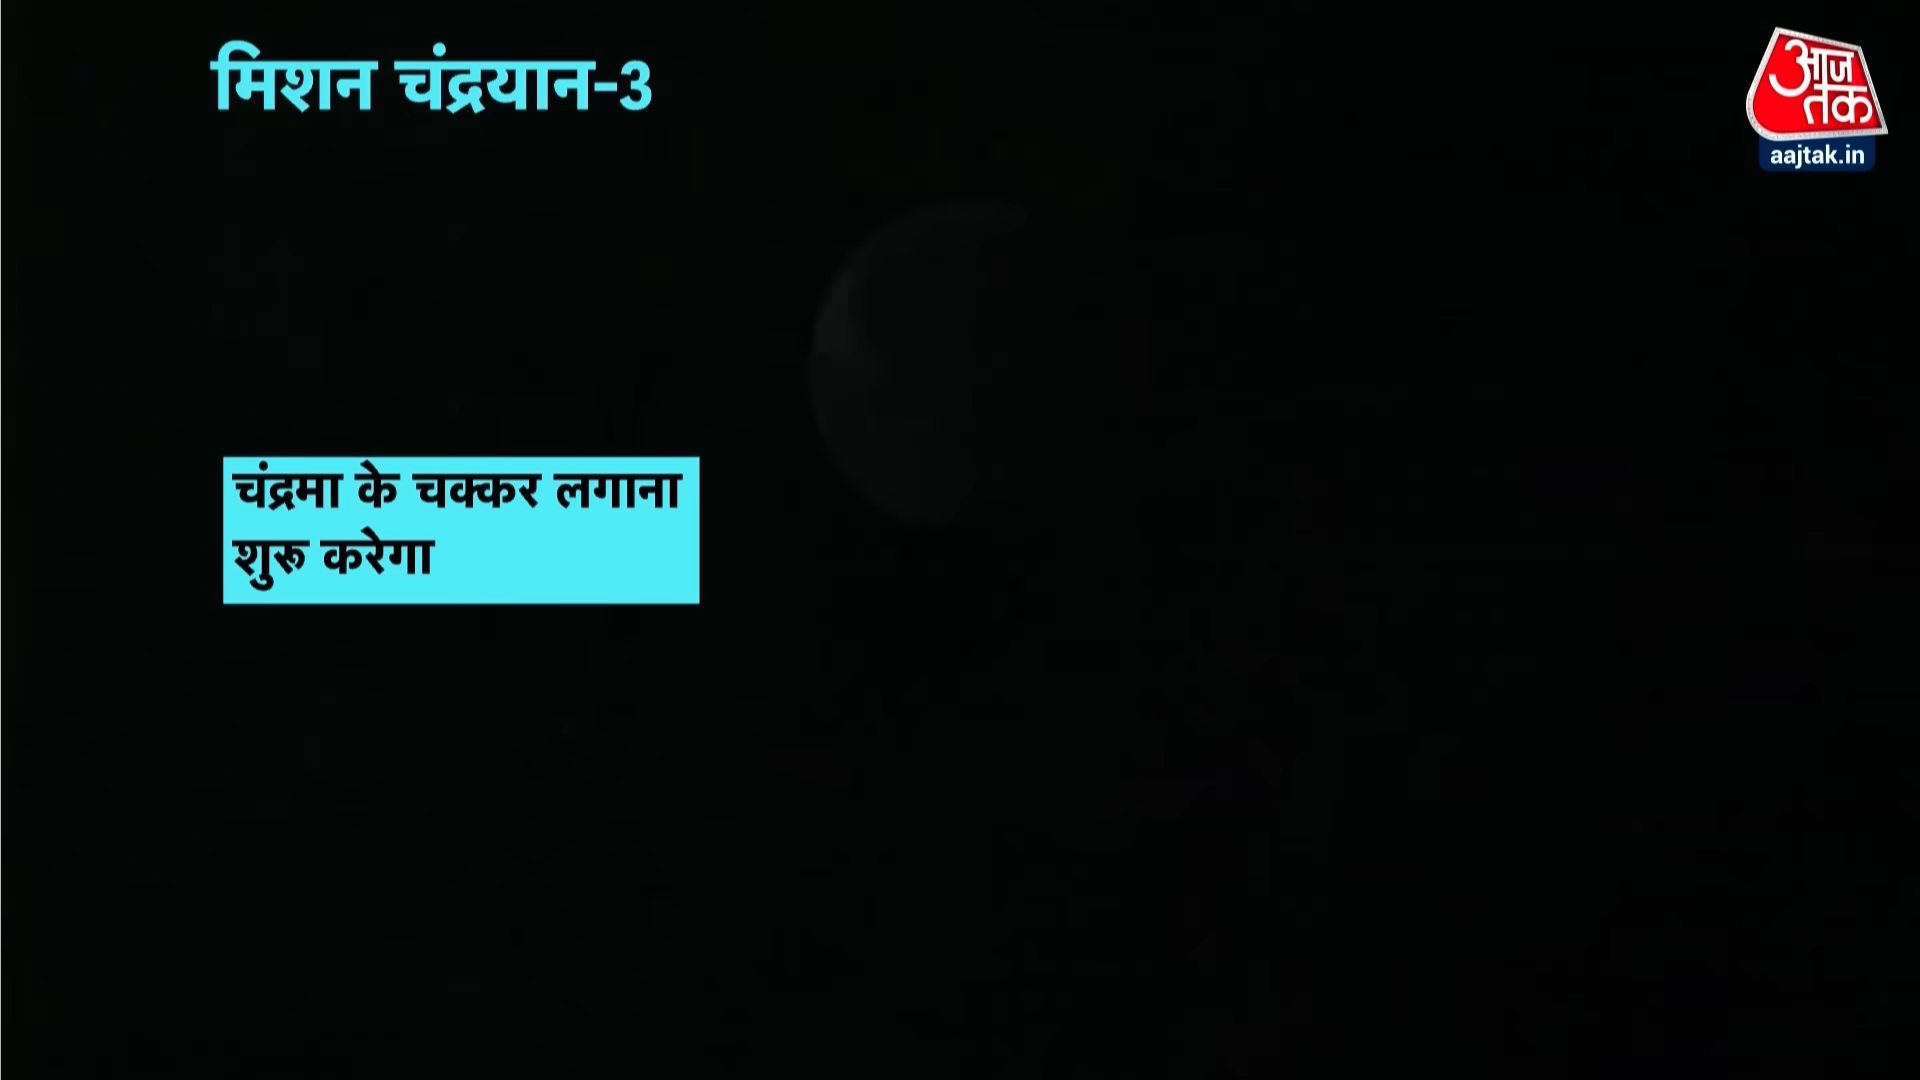 मिशन चंद्रयान-3
आज
तक
aajtak.in
चंद्रमा के चक्कर लगाना
शुरू करेगा